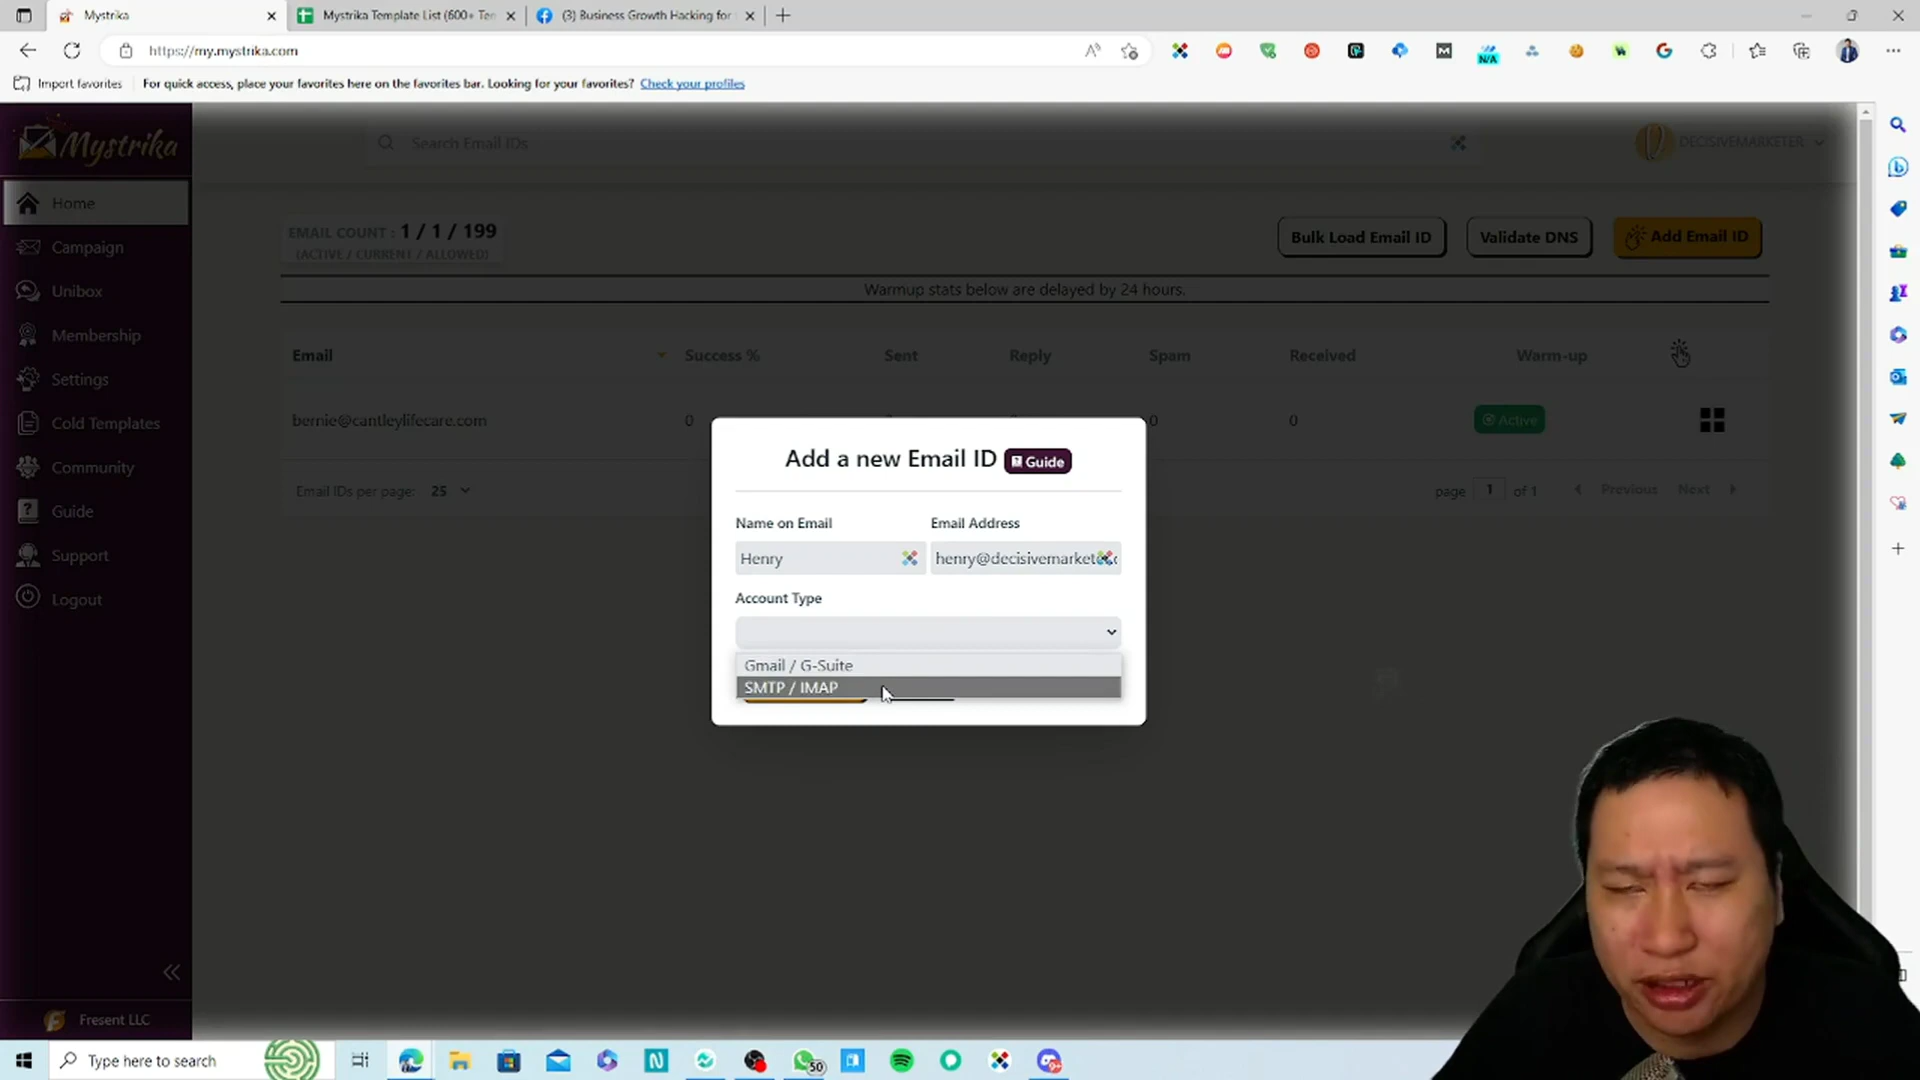 Mystrika
Mystrika Template List (600+ Ten
(3) Business Growth Hacking for
https://my.mystrika.com
N/A
Import favorites
For quick access, place your favorites here on the favorites bar. Looking for your favorites? Check your profiles
Mystrika
Search Email IDs
DECISIVEMARKETER
Home
Campaign
Unibox
Membership
Settings
Cold Templates
Community
Guide
Support
Logout
Fresent LLC
EMAIL COUNT : 1 / 1 / 199
(ACTIVE / CURRENT / ALLOWED)
Bulk Load Email ID
Validate DNS
Add Email ID
Warmup stats below are delayed by 24 hours.
Email Success % Sent Reply Spam Received Warm-up
bernie@cantleylifecare.com 0 0 0 Active
Email IDs per page: 25
page 1 of 1 Previous Next
Add a new Email ID Guide
Name on Email Email Address
Henry henry@decisivemarket
Account Type
Gmail / G-Suite
SMTP / IMAP
Type here to search
50